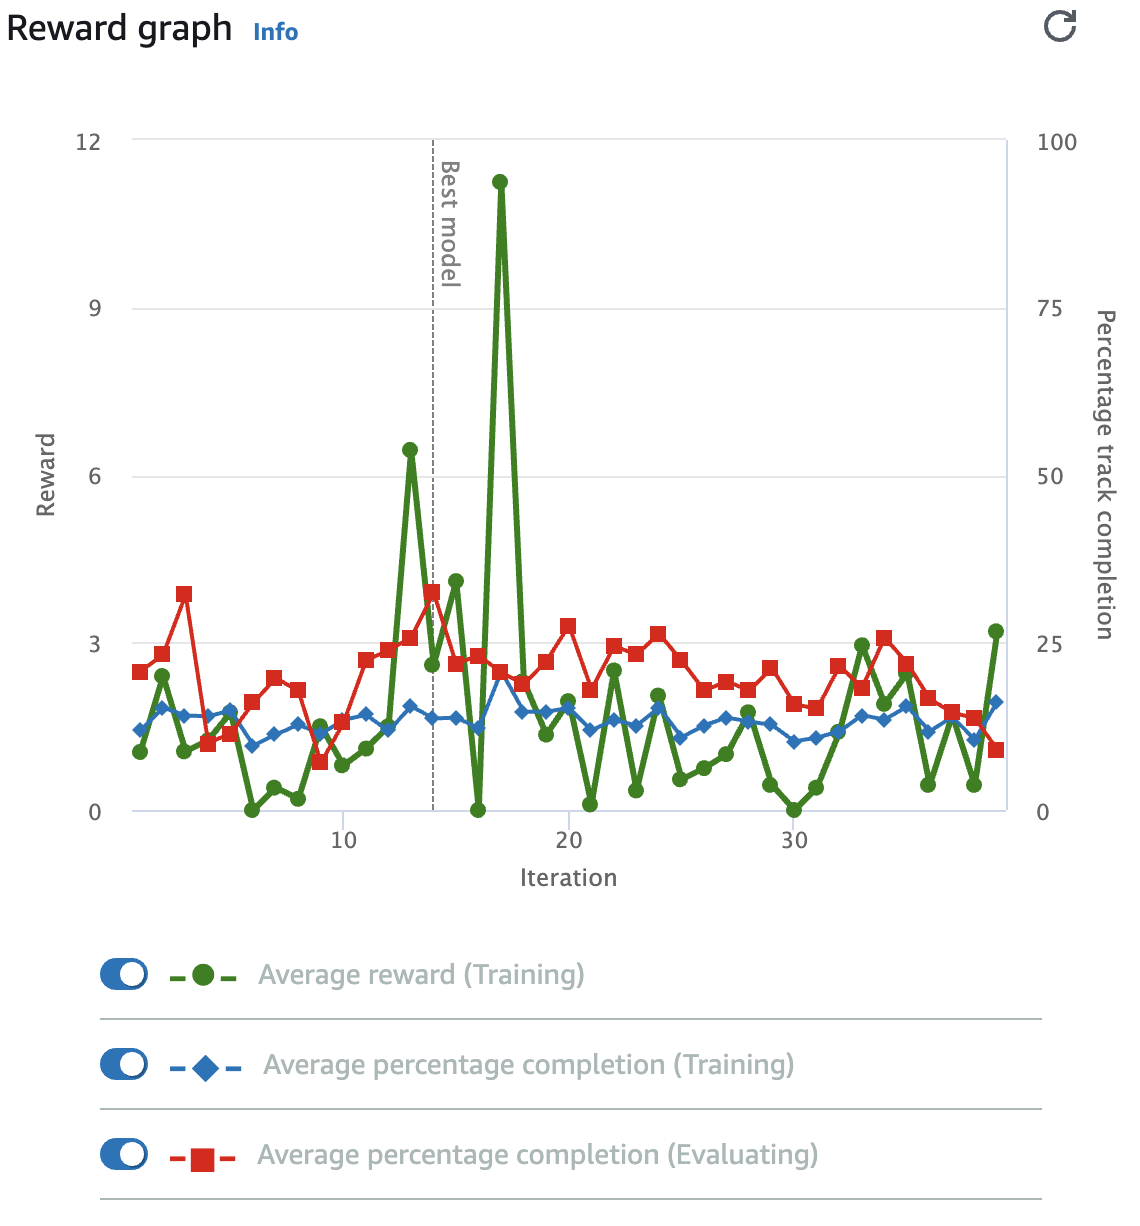 Reward graph Info
12
100
Best model
9
75
Reward
6
50
Percentage track completion
3
25
0
0
10
20
30
Iteration
Average reward (Training)
Average percentage completion (Training)
Average percentage completion (Evaluating)